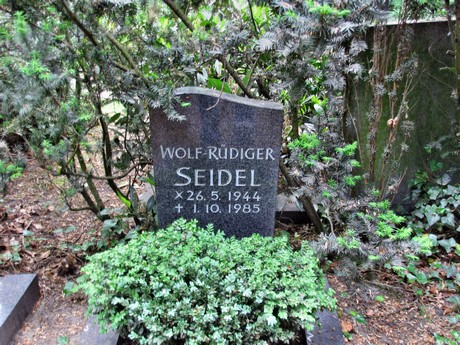 WOLF-RÜDIGER
SEIDEL
× 26. 5. 1944
† 1. 10. 1985